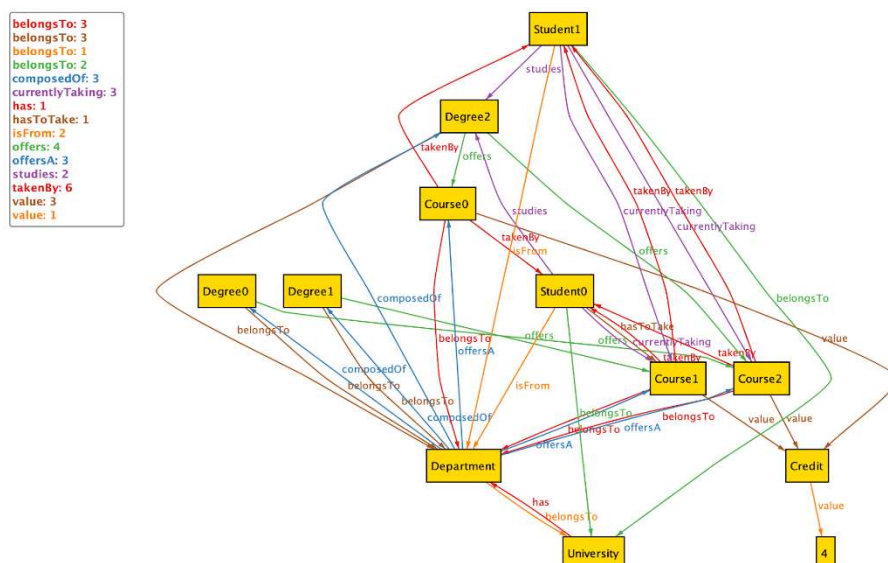 belongsTo: 3
belongsTo: 3
belongsTo: 1
belongsTo: 2
composedOf: 3
currentlyTaking: 3
has: 1
hasToTake: 1
isFrom: 2
offers: 4
offersA: 3
studies: 2
takenBy: 6
value: 3
value: 1
Student1
studies
Degree2
takenBy
offers
takenBy takenBy
Course0
studies
currentlyTaking
currentlyTaking
takenBy
isFrom
offers
composedOf
belongsTo
Degree0
Degree1
Student0
belongsTo
offers
belongsTo
offers
hasToTake
value
composedOf
offersA
currentlyTaking
takenBy
takenBy
belongsTo
isFrom
Course1
Course2
belongsTo
composedOf
belongsTo
belongsTo
value
value
offersA
belongsTo
offersA
Department
Credit
has
value
belongsTo
University
4